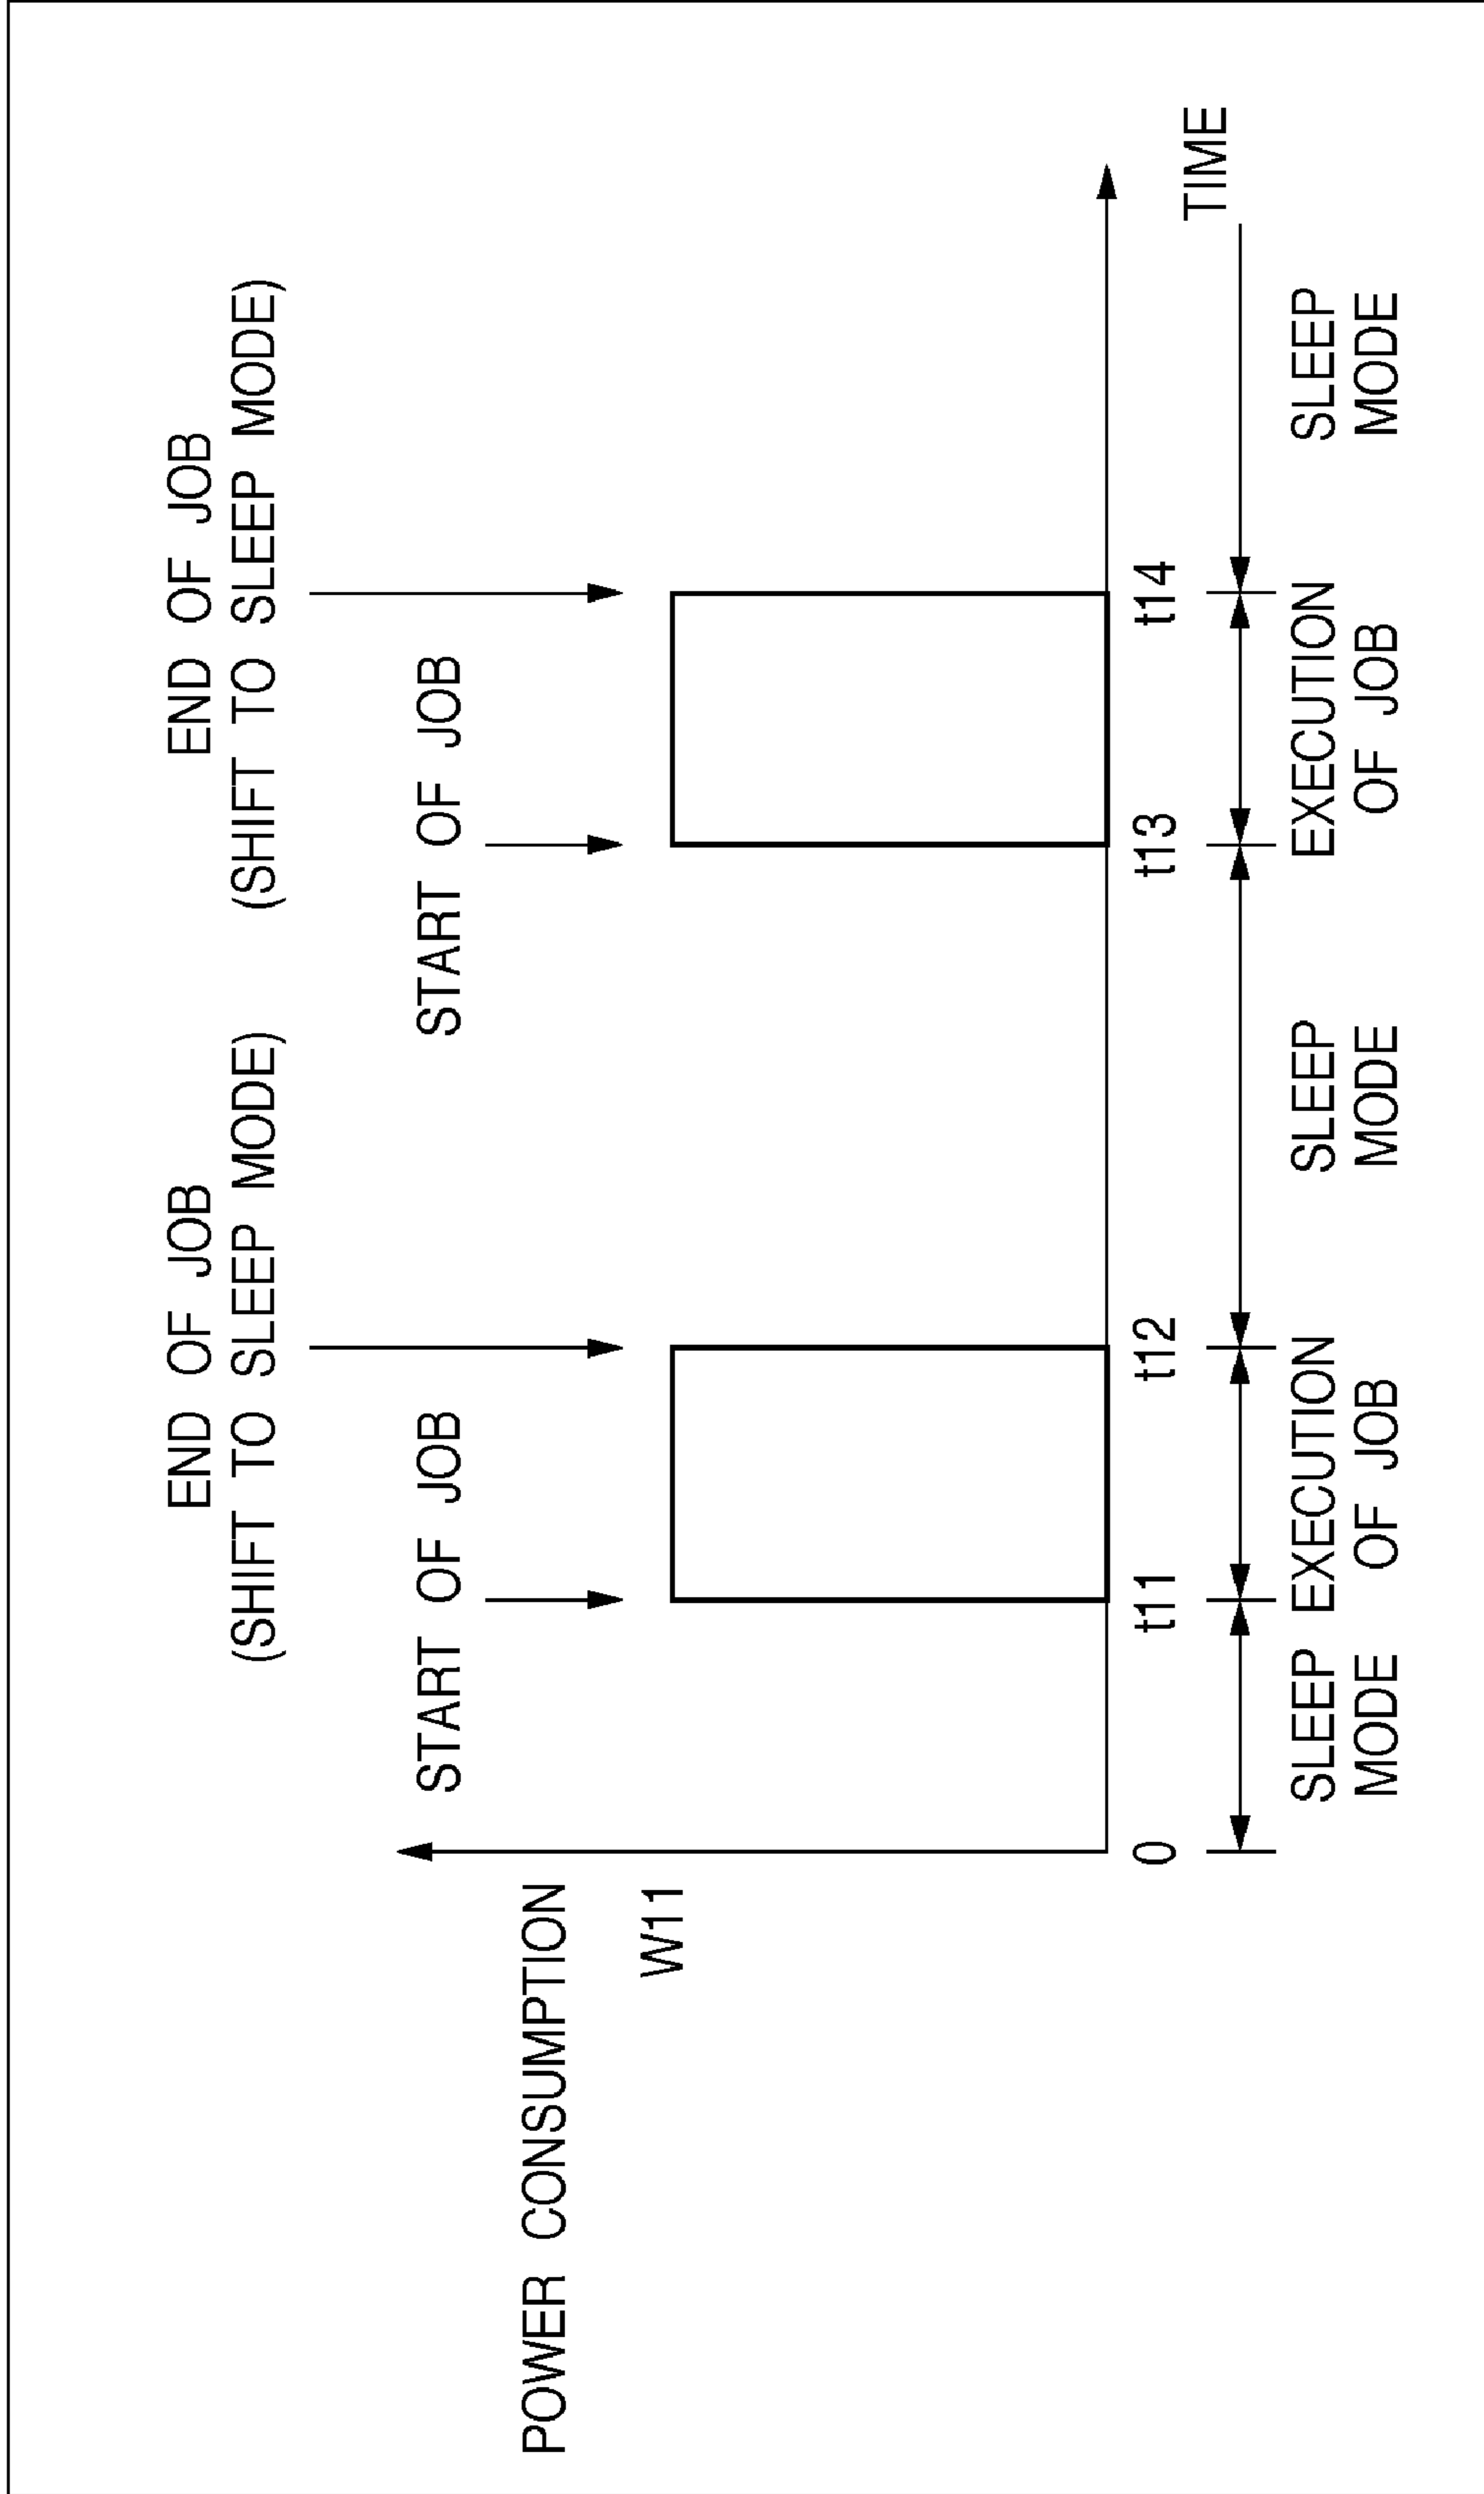 END OF JOB
(SHIFT TO SLEEP MODE)
END OF JOB
(SHIFT TO SLEEP MODE)
START OF JOB
START OF JOB
POWER CONSUMPTION
W11
0
t11
t12
t13
t14
TIME
SLEEP
MODE
EXECUTION
OF JOB
SLEEP
MODE
EXECUTION
OF JOB
SLEEP
MODE